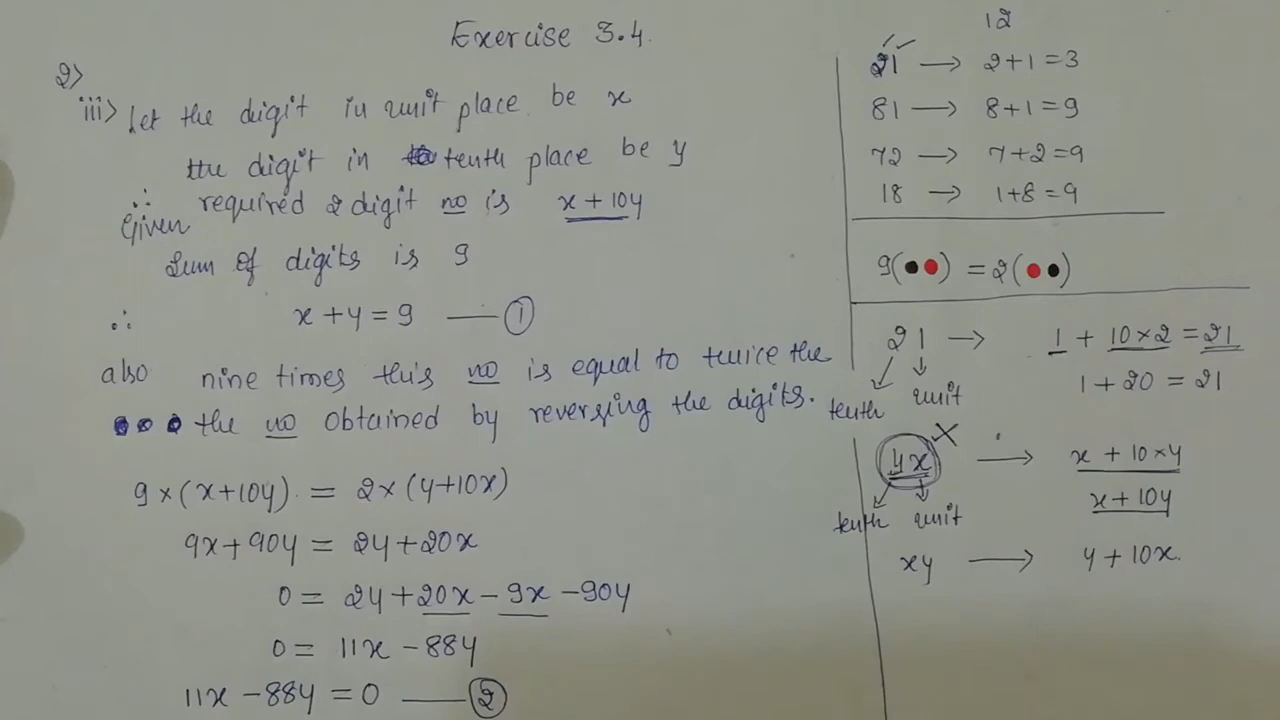 Exercise 3.4.
2>
iii> Let the digit in unit place be x
the digit in tenth place be y
∴ required 2 digit no is x + 10y
Given
Sum of digits is 9
∴ x + y = 9 —— ①
also nine times this no is equal to twice the
the no obtained by reversing the digits.
9 × (x+10y) = 2 × (y+10x)
9x + 90y = 2y + 20x
0 = 2y + 20x - 9x - 90y
0 = 11x - 88y
11x - 88y = 0 —— ②
12
21 → 2+1 = 3
81 → 8+1 = 9
72 → 7+2 = 9
18 → 1+8 = 9
9(●●) = 2(●●)
21 → 1 + 10×2 = 21
1 + 20 = 21
tenth unit
yx → x + 10×y
x + 10y
tenth unit
xy → y + 10x.